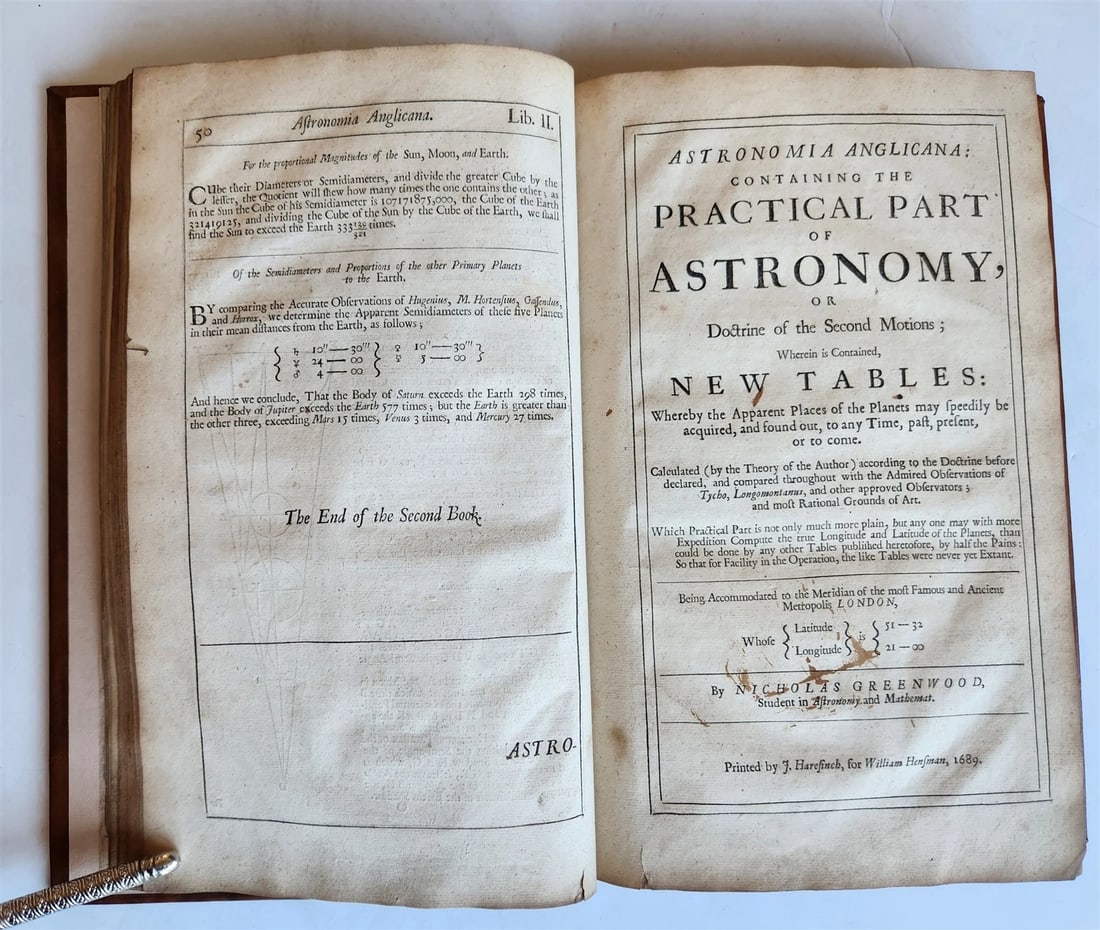 50 Aſtronomia Anglicana. Lib. II.
For the proportional Magnitudes of the Sun, Moon, and Earth.
CUbe their Diameters or Semidiameters, and divide the greater Cube by the
leſſer, the Quotient will ſhew how many times the one contains the other; as
in the Sun the Cube of his Semidiameter is 107171875,000, the Cube of the Earth
321419125, and dividing the Cube of the Sun by the Cube of the Earth, we ſhall
find the Sun to exceed the Earth 333 times.
Of the Semidiameters and Proportions of the other Primary Planets
to the Earth.
BY comparing the Accurate Obſervations of Hugenius, M. Hortenſius, Gaſſendus,
and Horrox, we determine the Apparent Semidiameters of theſe five Planets
in their mean diſtances from the Earth, as follows;
♄ 10''—30''' ♀ 10''—30'''
24 — 00 ☿ 5 — 00
♂ 4 — 00
And hence we conclude, That the Body of Saturn exceeds the Earth 298 times,
and the Body of Jupiter exceeds the Earth 577 times; but the Earth is greater than
the other three, exceeding Mars 15 times, Venus 3 times, and Mercury 27 times.
The End of the Second Book.
ASTRO-
ASTRONOMIA ANGLICANA:
CONTAINING THE
PRACTICAL PART
OF
ASTRONOMY,
OR
Doctrine of the Second Motions;
Wherein is Contained,
NEW TABLES:
Whereby the Apparent Places of the Planets may ſpeedily be
acquired, and found out, to any Time, paſt, preſent,
or to come.
Calculated (by the Theory of the Author) according to the Doctrine before
declared, and compared throughout with the Admired Obſervations of
Tycho, Longomontanus, and other approved Obſervators;
and moſt Rational Grounds of Art.
Which Practical Part is not only much more plain, but any one may with more
Expedition Compute the true Longitude and Latitude of the Planets, than
could be done by any other Tables publiſhed heretofore, by half the Pains:
So that for Facility in the Operation, the like Tables were never yet Extant.
Being Accommodated to the Meridian of the moſt Famous and Ancient
Metropolis LONDON,
Whoſe { Latitude } is { 51 — 32
Longitude 21 — 00
By NICHOLAS GREENWOOD,
Student in Aſtronomy and Mathemat.
Printed by J. Hareſinch, for William Henſman, 1689.